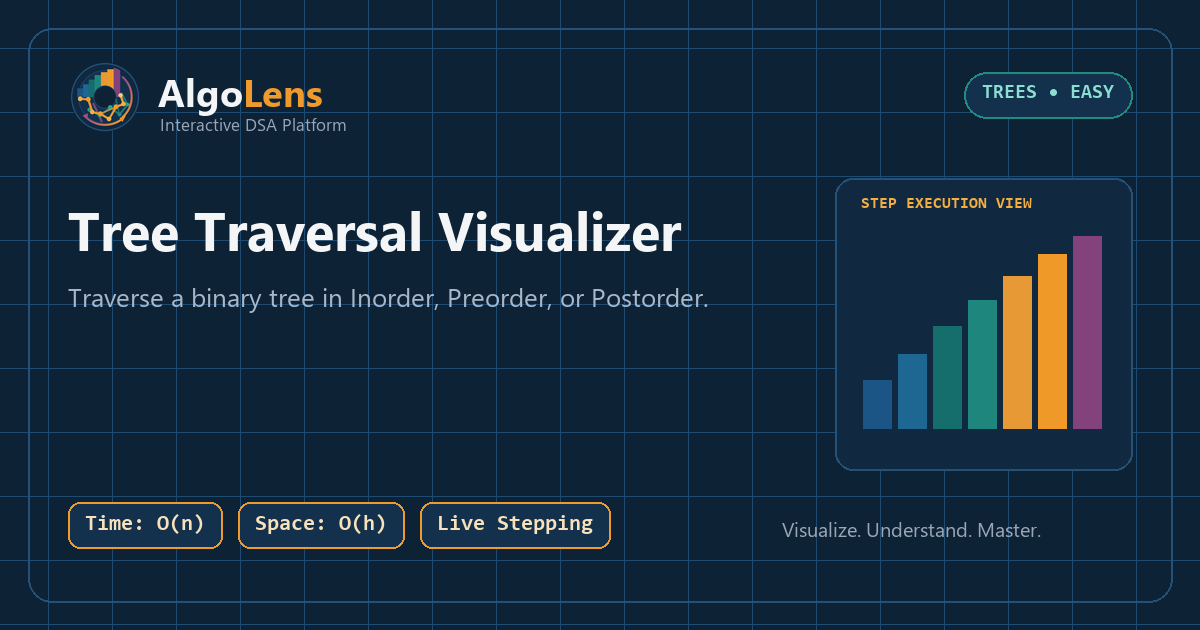 AlgoLens
Interactive DSA Platform
TREES • EASY
Tree Traversal Visualizer
Traverse a binary tree in Inorder, Preorder, or Postorder.
STEP EXECUTION VIEW
Time: O(n)
Space: O(h)
Live Stepping
Visualize. Understand. Master.